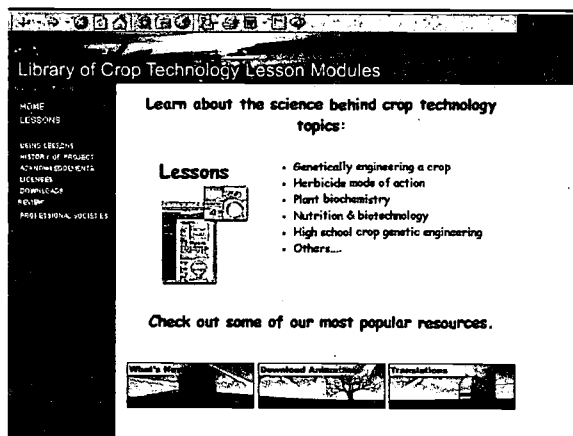 Library of Crop Technology Lesson Modules
HOME
LESSONS
USING LESSONS
HISTORY OF PROJECT
ACKNOWLEDGEMENTS
LICENSES
DOWNLOADS
REVIEW
PROFESSIONAL SOCIETIES
Learn about the science behind crop technology
topics:
Lessons
• Genetically engineering a crop
• Herbicide mode of action
• Plant biochemistry
• Nutrition & biotechnology
• High school crop genetic engineering
• Others....
Check out some of our most popular resources.
What's New
Download Animations
Translations